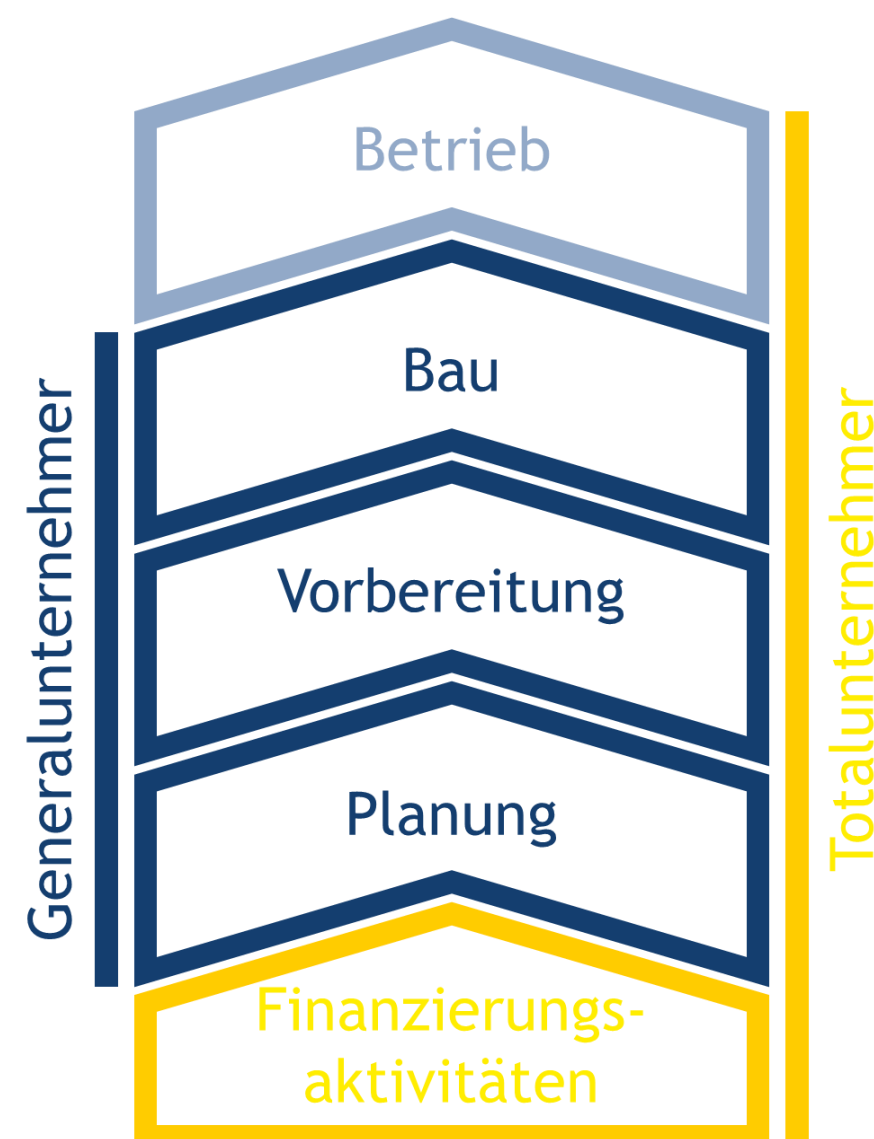 Betrieb
Bau
Vorbereitung
Planung
Finanzierungs-
aktivitäten
Generalunternehmer
Totalunternehmer